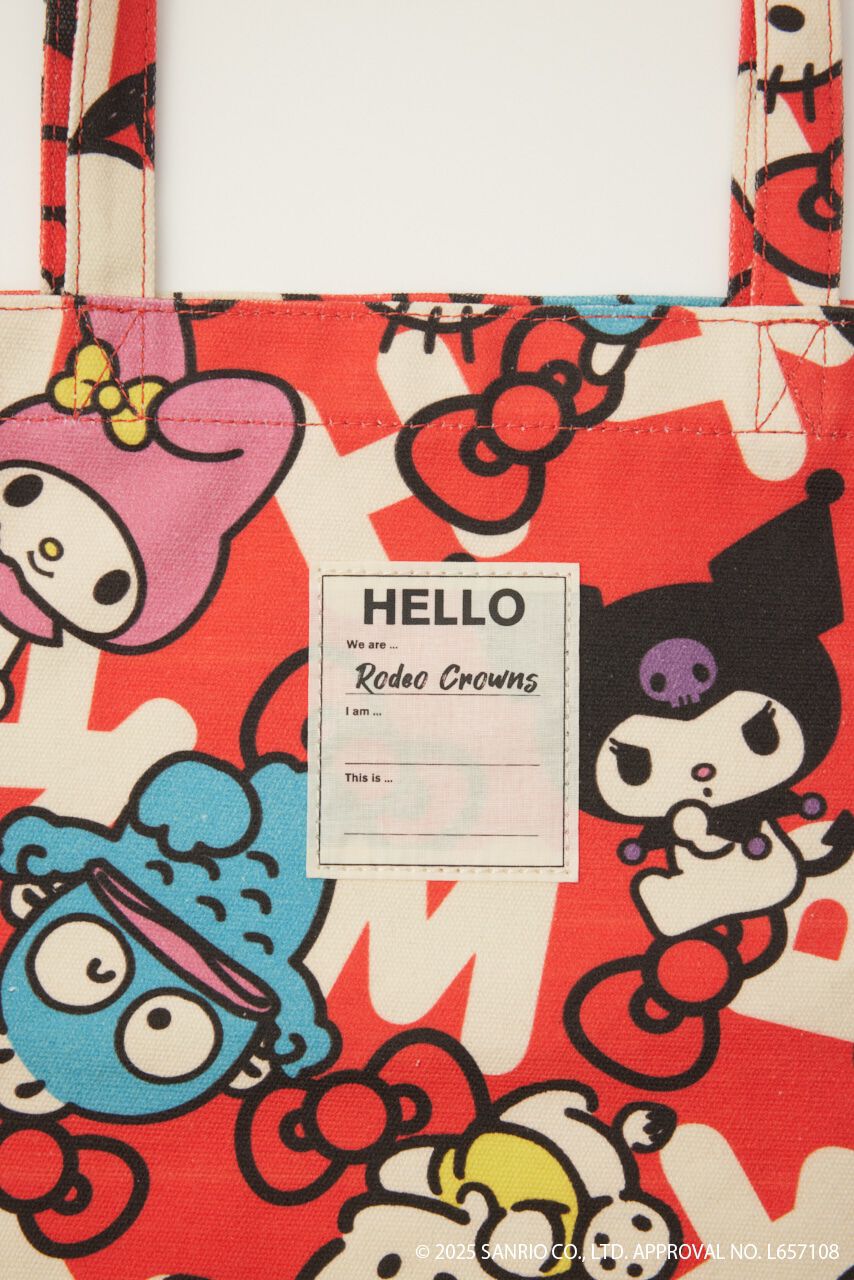 HELLO
We are ...
Rodeo Crowns
I am ...
This is ...
© 2025 SANRIO CO., LTD. APPROVAL NO. L657108